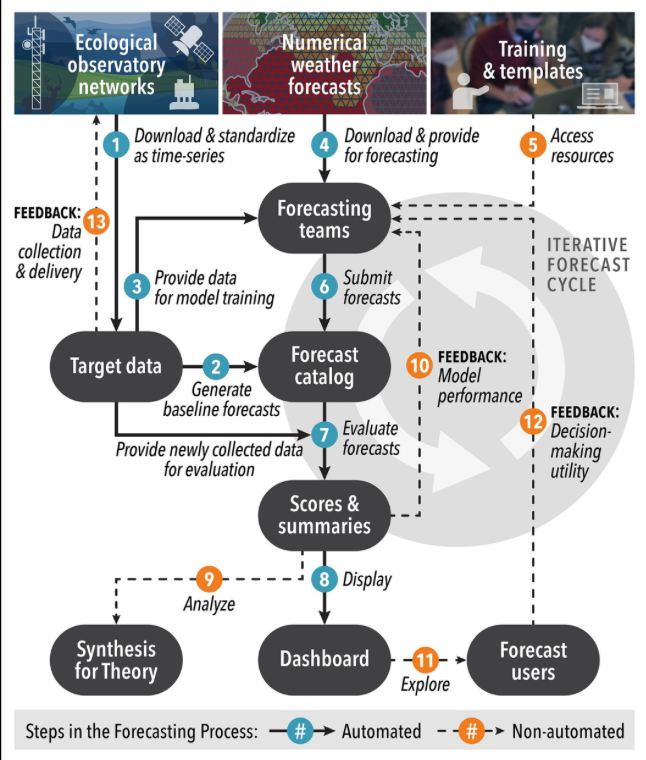 Ecological
observatory
networks
Numerical
weather
forecasts
Training
& templates
1
Download & standardize
as time-series
4
Download & provide
for forecasting
5
Access
resources
13
FEEDBACK:
Data
collection
& delivery
Forecasting
teams
ITERATIVE
FORECAST
CYCLE
3
Provide data
for model training
6
Submit
forecasts
Target data
2
Generate
baseline forecasts
Forecast
catalog
10
FEEDBACK:
Model
performance
12
FEEDBACK:
Decision-
making
utility
Provide newly collected data
for evaluation
7
Evaluate
forecasts
Scores &
summaries
9
Analyze
8
Display
Synthesis
for Theory
Dashboard
11
Explore
Forecast
users
Steps in the Forecasting Process: # Automated # Non-automated